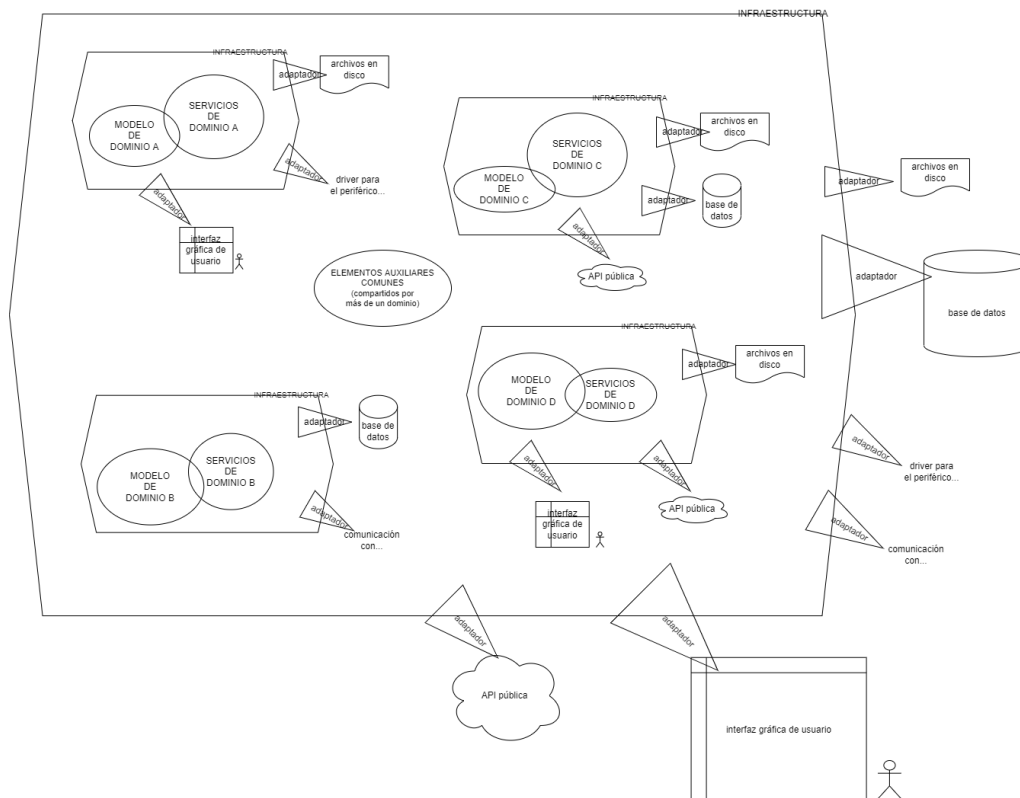 INFRAESTRUCTURA
INFRAESTRUCTURA
adaptador
archivos en
disco
SERVICIOS
DE
DOMINIO A
MODELO
DE
DOMINIO A
adaptador
driver para
el periférico...
adaptador
interfaz
gráfica de
usuario
INFRAESTRUCTURA
adaptador
archivos en
disco
SERVICIOS
DE
DOMINIO C
MODELO
DE
DOMINIO C
adaptador
base de
datos
adaptador
API pública
adaptador
archivos en
disco
adaptador
base de datos
ELEMENTOS AUXILIARES
COMUNES
(compartidos por
más de un dominio)
INFRAESTRUCTURA
adaptador
archivos en
disco
MODELO
DE
DOMINIO D
SERVICIOS
DE
DOMINIO D
adaptador
interfaz
gráfica de
usuario
adaptador
API pública
INFRAESTRUCTURA
adaptador
base de
datos
SERVICIOS
DE
DOMINIO B
MODELO
DE
DOMINIO B
adaptador
comunicación
con...
adaptador
driver para
el periférico...
adaptador
comunicación
con...
adaptador
API pública
adaptador
interfaz gráfica de usuario